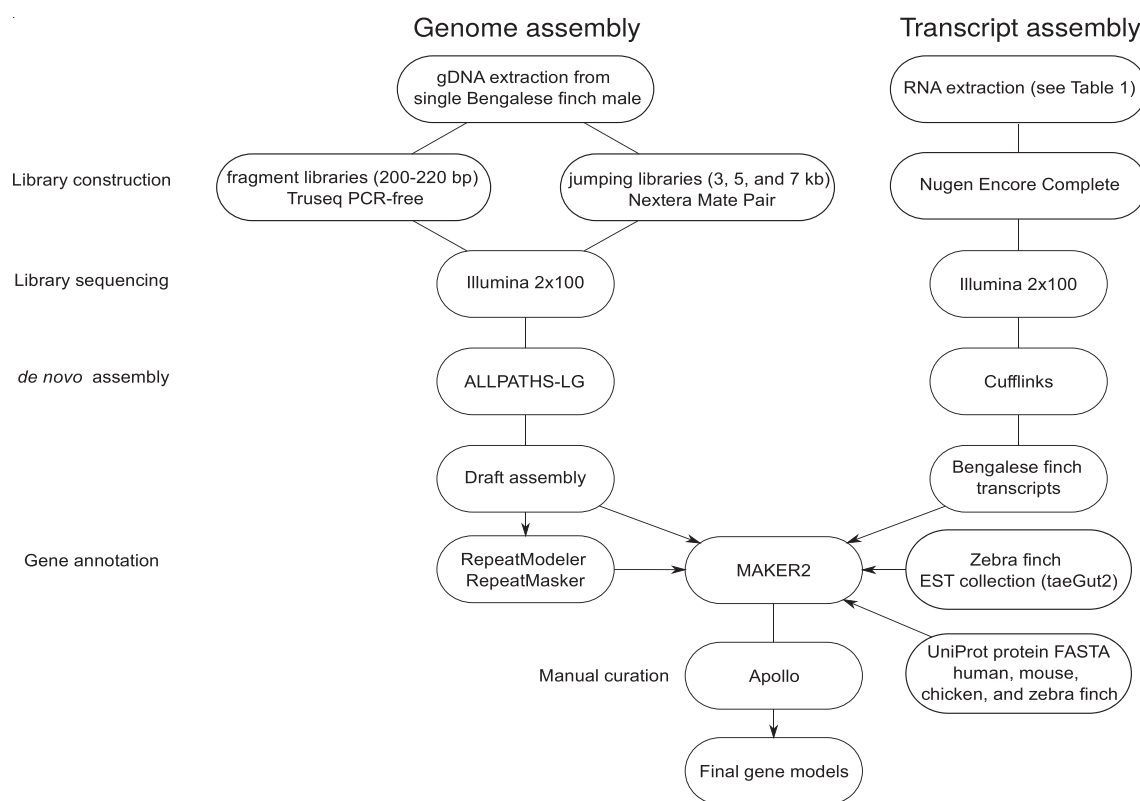 Genome assembly
Transcript assembly
gDNA extraction from
single Bengalese finch male
RNA extraction (see Table 1)
Library construction
fragment libraries (200-220 bp)
Truseq PCR-free
jumping libraries (3, 5, and 7 kb)
Nextera Mate Pair
Nugen Encore Complete
Library sequencing
Illumina 2x100
Illumina 2x100
de novo assembly
ALLPATHS-LG
Cufflinks
Draft assembly
Bengalese finch
transcripts
Gene annotation
RepeatModeler
RepeatMasker
MAKER2
Zebra finch
EST collection (taeGut2)
UniProt protein FASTA
human, mouse,
chicken, and zebra finch
Manual curation
Apollo
Final gene models